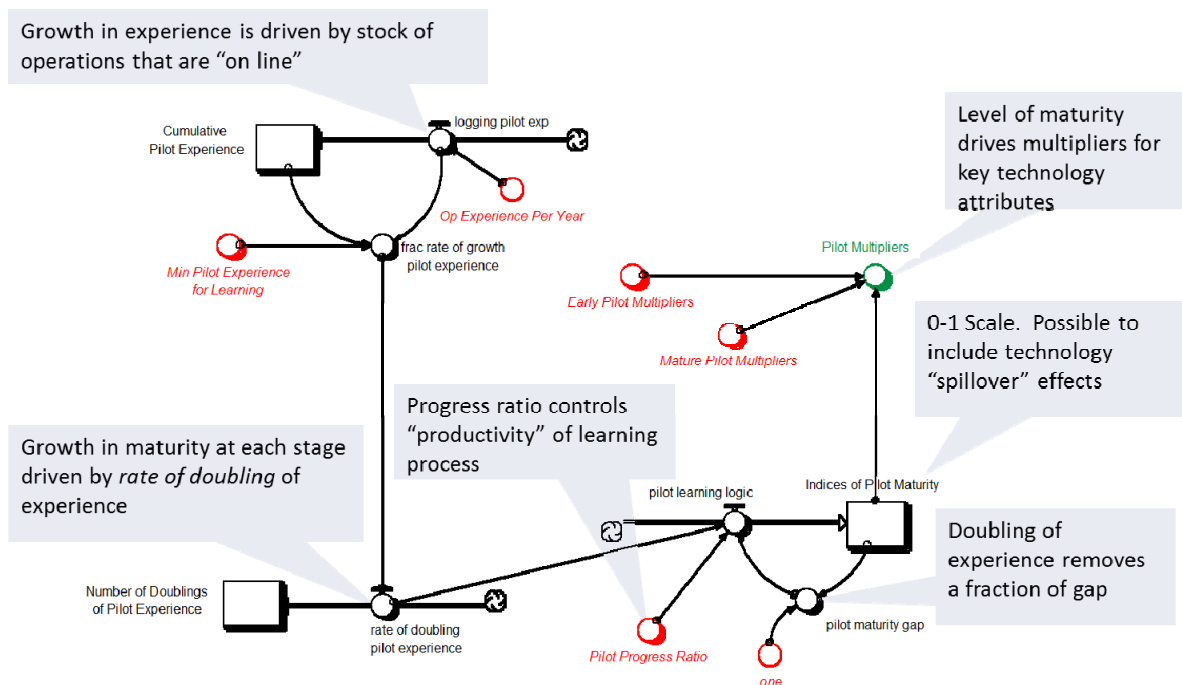 Growth in experience is driven by stock of
operations that are “on line”
logging pilot exp
Cumulative
Pilot Experience
Op Experience Per Year
frac rate of growth
pilot experience
Min Pilot Experience
for Learning
Level of maturity
drives multipliers for
key technology
attributes
Pilot Multipliers
Early Pilot Multipliers
Mature Pilot Multipliers
0-1 Scale. Possible to
include technology
“spillover” effects
Progress ratio controls
“productivity” of learning
process
Growth in maturity at each stage
driven by rate of doubling of
experience
pilot learning logic
Indices of Pilot Maturity
Doubling of
experience removes
a fraction of gap
Number of Doublings
of Pilot Experience
rate of doubling
pilot experience
Pilot Progress Ratio
pilot maturity gap
one